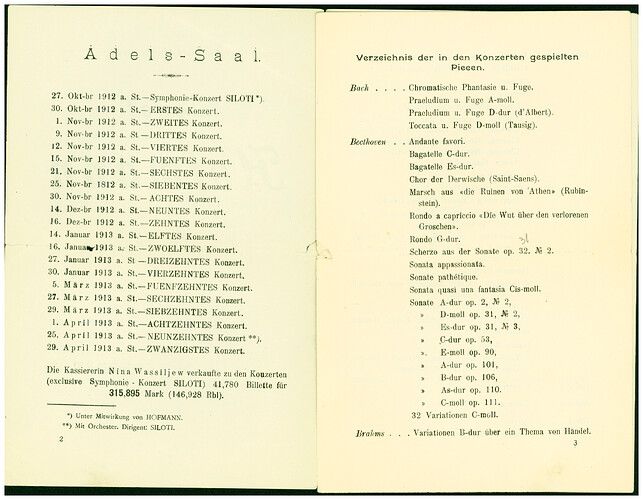 Adels-Saal.
27. Okt-br 1912 a. St.—Symphonie-Konzert SILOTI *).
30. Okt-br 1912 a. St.—ERSTES Konzert.
1. Nov-br 1912 a. St.—ZWEITES Konzert.
9. Nov-br 1912 a. St.—DRITTES Konzert.
12. Nov-br 1912 a. St.—VIERTES Konzert.
15. Nov-br 1912 a. St.—FUENFTES Konzert.
21. Nov-br 1912 a. St.—SECHSTES Konzert.
25. Nov-br 1812 a. St.—SIEBENTES Konzert.
30. Nov-br 1912 a. St.—ACHTES Konzert.
14. Dez-br 1912 a. St.—NEUNTES Konzert.
16. Dez-br 1912 a. St.—ZEHNTES Konzert.
14. Januar 1913 a. St.—ELFTES Konzert.
16. Januar 1913 a. St.—ZWOELFTES Konzert.
27. Januar 1913 a. St.—DREIZEHNTES Konzert.
30. Januar 1913 a. St.—VIERZEHNTES Konzert.
5. März 1913 a. St.—FUENFZEHNTES Konzert.
27. März 1913 a. St.—SECHZEHNTES Konzert.
29. März 1913 a. St.—SIEBZEHNTES Konzert.
1. April 1913 a. St.—ACHTZEHNTES Konzert.
25. April 1913 a. St.—NEUNZEHNTES Konzert **).
29. April 1913 a. St.—ZWANZIGSTES Konzert.
Die Kassiererin Nina Wassiljew verkaufte zu den Konzerten
(exclusive Symphonie - Konzert SILOTI) 41,780 Billette für
315,895 Mark (146,928 Rbl).
*) Unter Mitwirkung von HOFMANN.
**) Mit Orchester. Dirigent: SILOTI.
2
Verzeichnis der in den Konzerten gespielten
Piecen.
Bach . . . . Chromatische Phantasie u. Fuge.
Praeludium u. Fuge A-moll.
Praeludium u. Fuge D-dur (d'Albert).
Toccata u. Fuge D-moll (Tausig).
Beethoven . . Andante favori.
Bagatelle C-dur.
Bagatelle Es-dur.
Chor der Derwische (Saint-Saens).
Marsch aus «die Ruinen von Athen» (Rubin-
stein).
Rondo a capriccio «Die Wut über den verlorenen
Groschen».
Rondo G-dur.
31
Scherzo aus der Sonate op. 32. № 2.
Sonata appassionata.
Sonate pathétique.
Sonata quasi una fantasia Cis-moll.
Sonate A-dur op. 2, № 2,
» D-moll op. 31, № 2,
» Es-dur op. 31, № 3,
» C-dur op. 53,
» E-moll op. 90,
» A-dur op. 101,
» B-dur op. 106,
» As-dur op. 110.
» C-moll op. 111.
32 Variationen C-moll.
Brahms . . . Variationen B-dur über ein Thema von Händel.
3